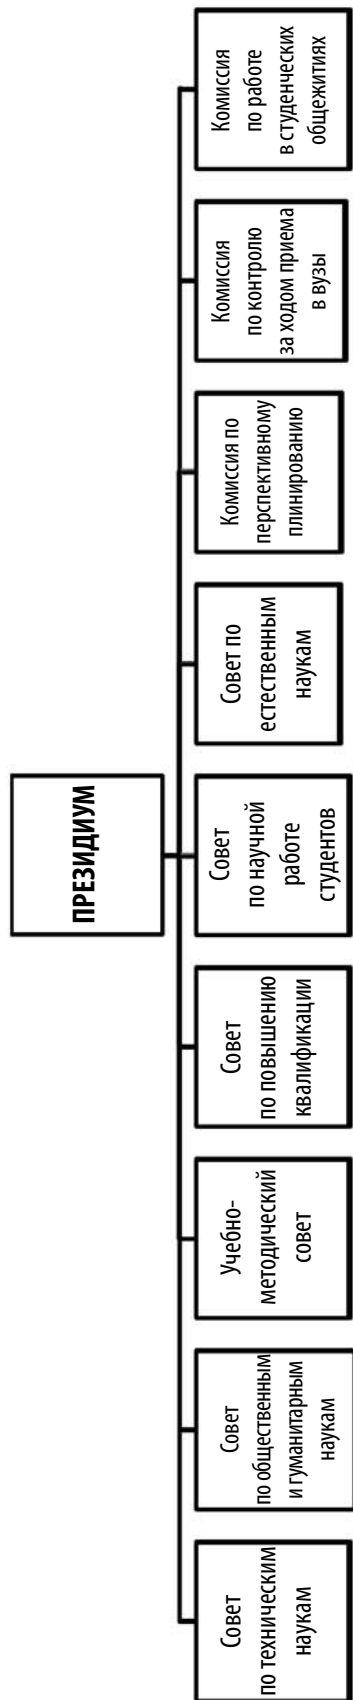 ПРЕЗИДИУМ
Совет
по техническим
наукам
Совет
по общественным
и гуманитарным
наукам
Учебно-
методический
совет
Совет
по повышению
квалификации
Совет
по научной
работе
студентов
Совет по
естественным
наукам
Комиссия по
перспективному
плинированию
Комиссия
по контролю
за ходом приема
в вузы
Комиссия
по работе
в студенческих
общежитиях